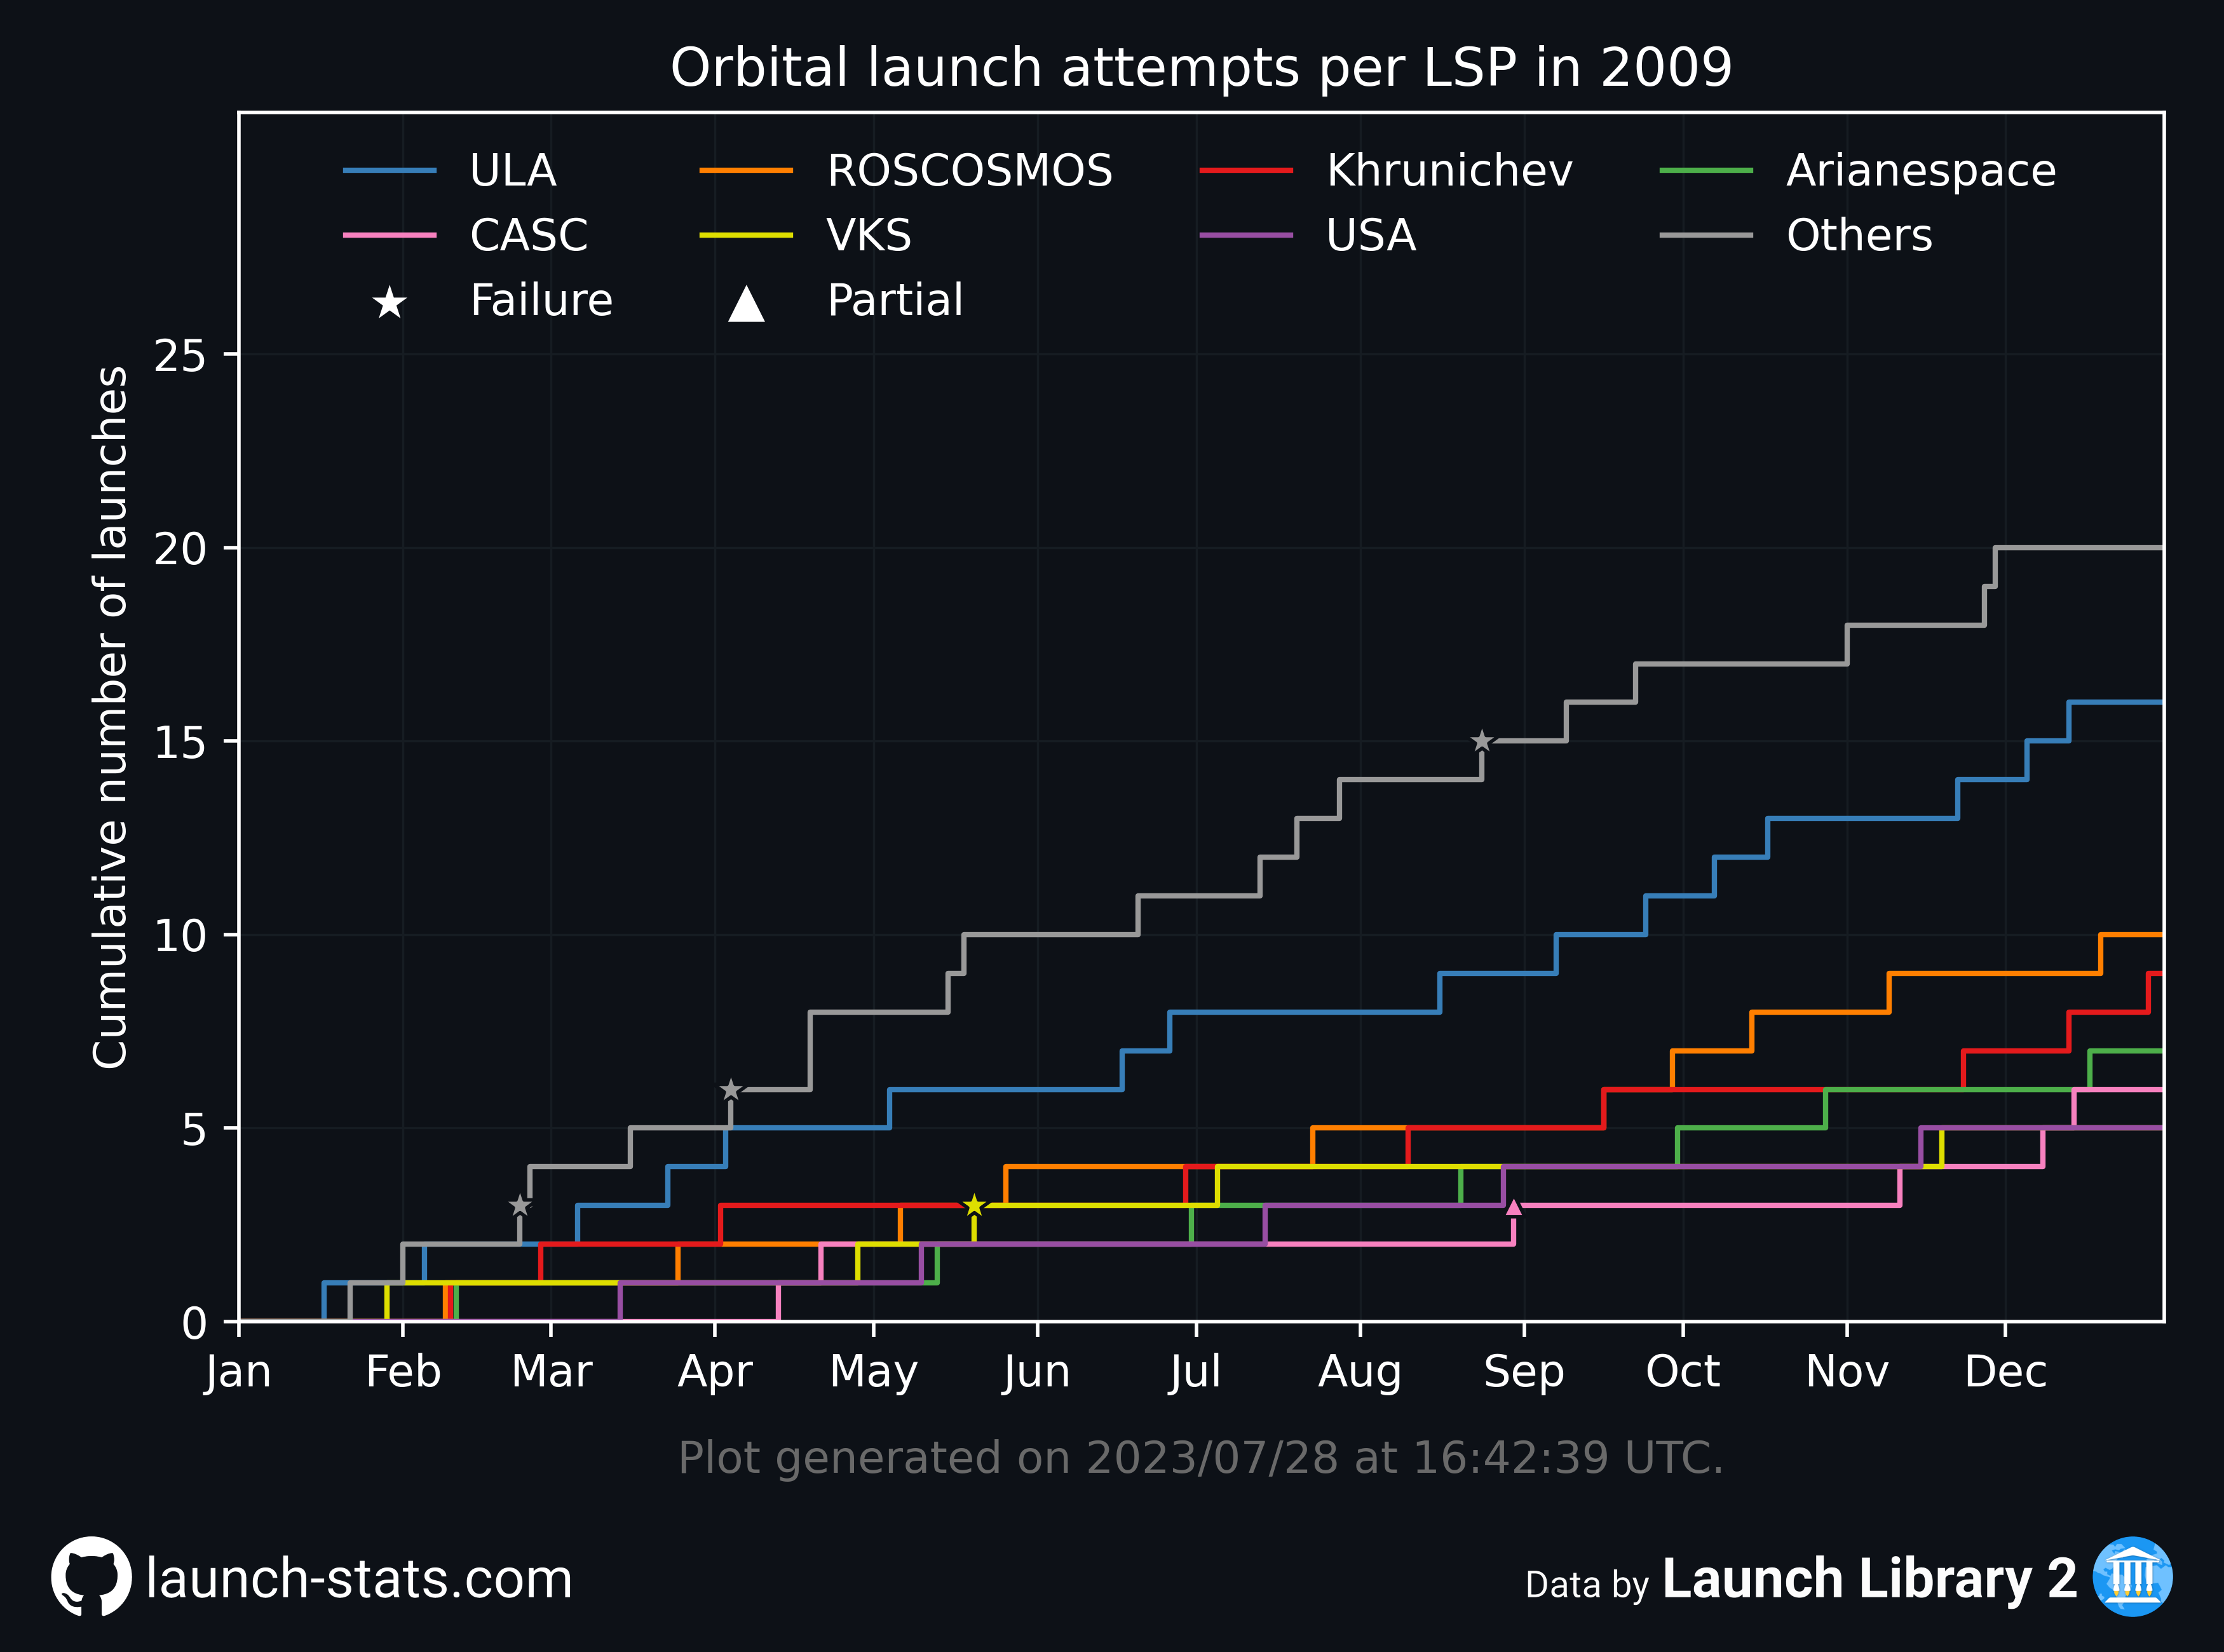 Orbital launch attempts per LSP in 2009
ULA ROSCOSMOS Khrunichev Arianespace
CASC VKS USA Others
Failure Partial
Cumulative number of launches
25
20
15
10
5
0
Jan Feb Mar Apr May Jun Jul Aug Sep Oct Nov Dec
Plot generated on 2023/07/28 at 16:42:39 UTC.
launch-stats.com
Data by Launch Library 2